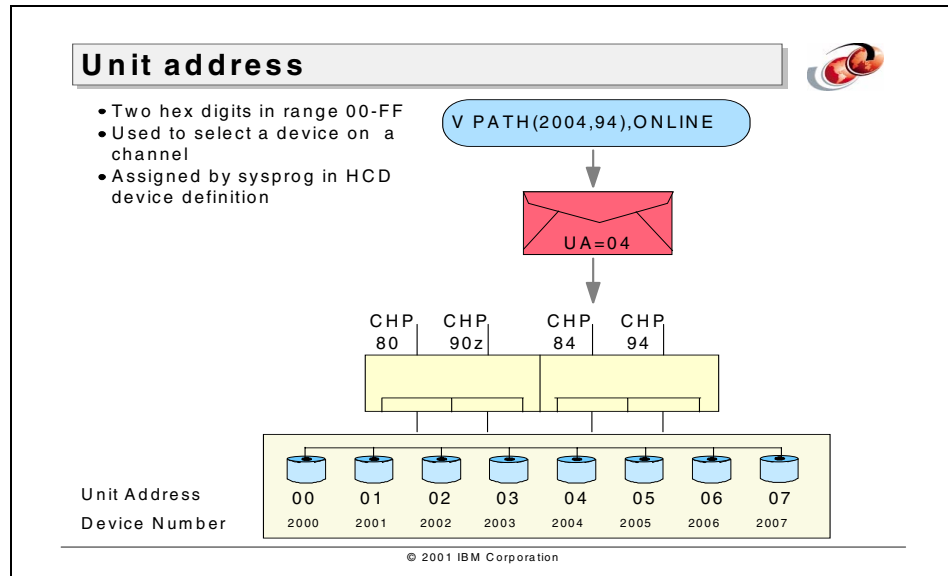 Unit address
• Two hex digits in range 00-FF
• Used to select a device on a
channel
• Assigned by sysprog in HCD
device definition
V PATH(2004,94),ONLINE
UA=04
CHP CHP CHP CHP
80 90z 84 94
Unit Address 00 01 02 03 04 05 06 07
Device Number 2000 2001 2002 2003 2004 2005 2006 2007
© 2001 IBM Corporation